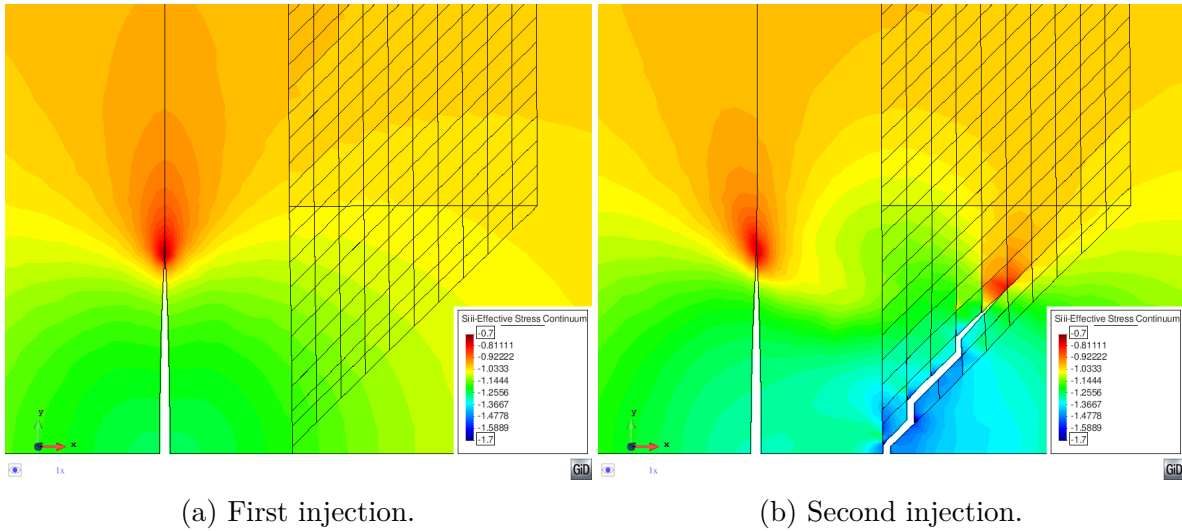 Siii-Effective Stress Continuum
-0.7
-0.81111
-0.92222
-1.0333
-1.1444
-1.2556
-1.3667
-1.4778
-1.5889
-1.7
y
x
1x
GiD
Siii-Effective Stress Continuum
-0.7
-0.81111
-0.92222
-1.0333
-1.1444
-1.2556
-1.3667
-1.4778
-1.5889
-1.7
y
x
1x
GiD
(a) First injection.
(b) Second injection.